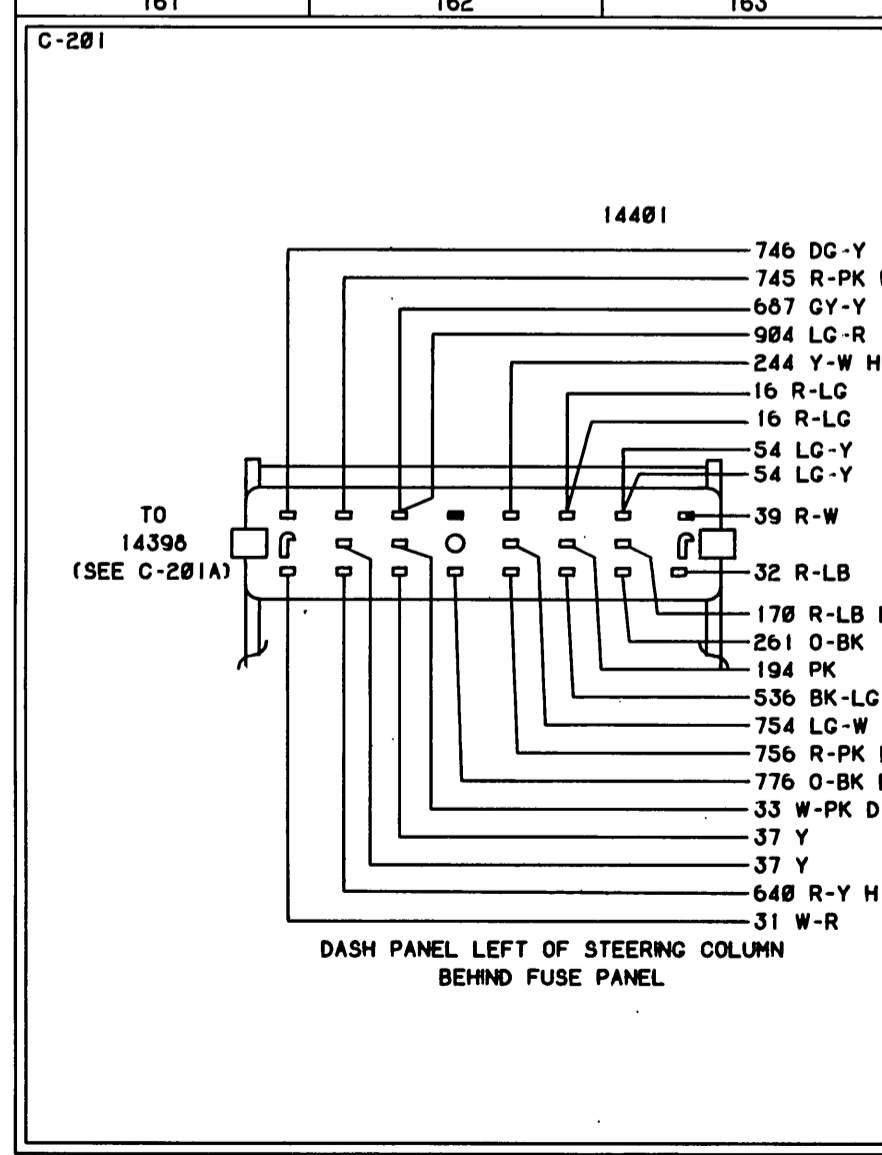 161 162 163
C-201
14401
746 DG-Y
745 R-PK
687 GY-Y
904 LG-R
244 Y-W H
16 R-LG
16 R-LG
54 LG-Y
54 LG-Y
39 R-W
TO
14398
(SEE C-201A)
32 R-LB
170 R-LB
261 O-BK
194 PK
536 BK-LG
754 LG-W
756 R-PK
776 O-BK
33 W-PK D
37 Y
37 Y
640 R-Y H
31 W-R
DASH PANEL LEFT OF STEERING COLUMN
BEHIND FUSE PANEL